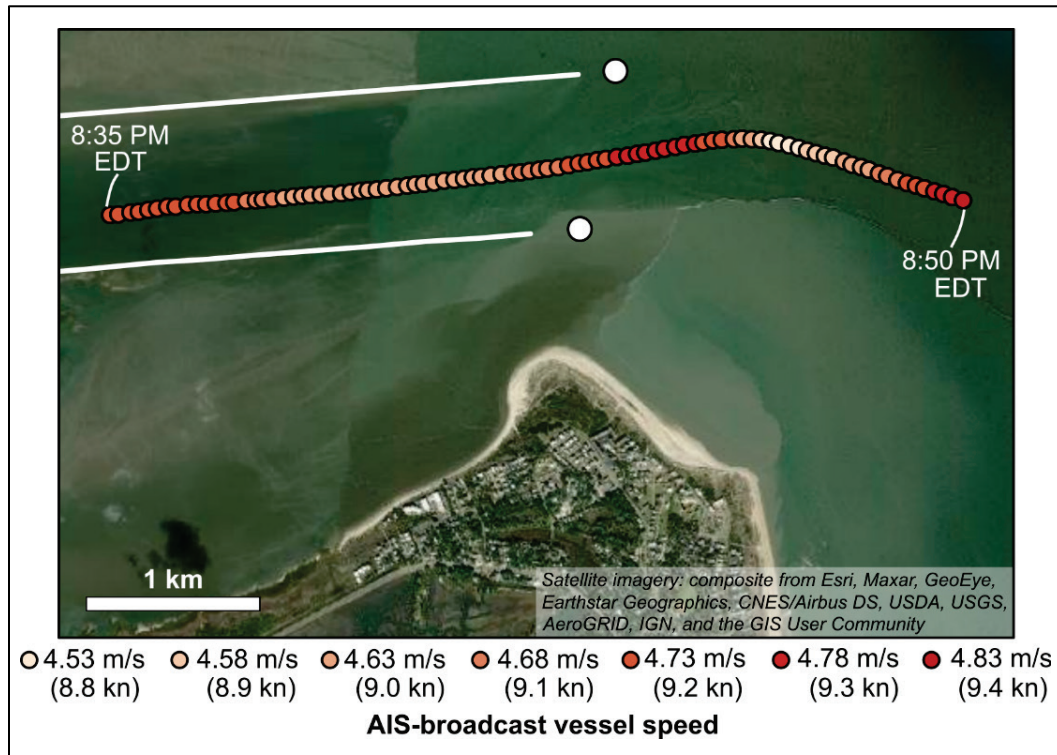 8:35 PM
EDT
8:50 PM
EDT
1 km
Satellite imagery: composite from Esri, Maxar, GeoEye,
Earthstar Geographics, CNES/Airbus DS, USDA, USGS,
AeroGRID, IGN, and the GIS User Community
4.53 m/s 4.58 m/s 4.63 m/s 4.68 m/s 4.73 m/s 4.78 m/s 4.83 m/s
(8.8 kn) (8.9 kn) (9.0 kn) (9.1 kn) (9.2 kn) (9.3 kn) (9.4 kn)
AIS-broadcast vessel speed